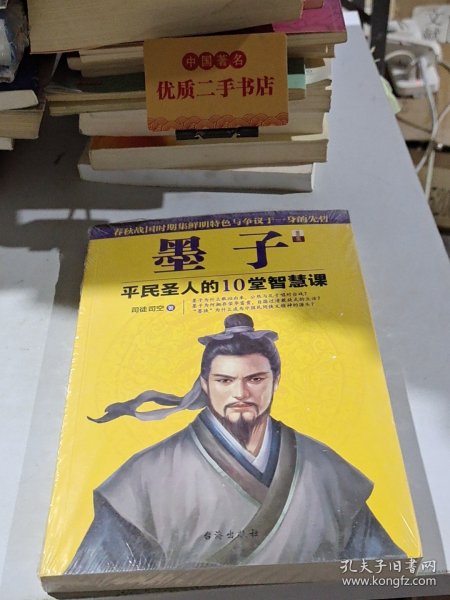 中国著名
优质二手书店
春秋战国时期集鲜明特色与争议于一身的先哲
墨子
平民圣人的10堂智慧课
司徒司空 著
台海出版社
孔夫子旧书网
www.kongfz.com